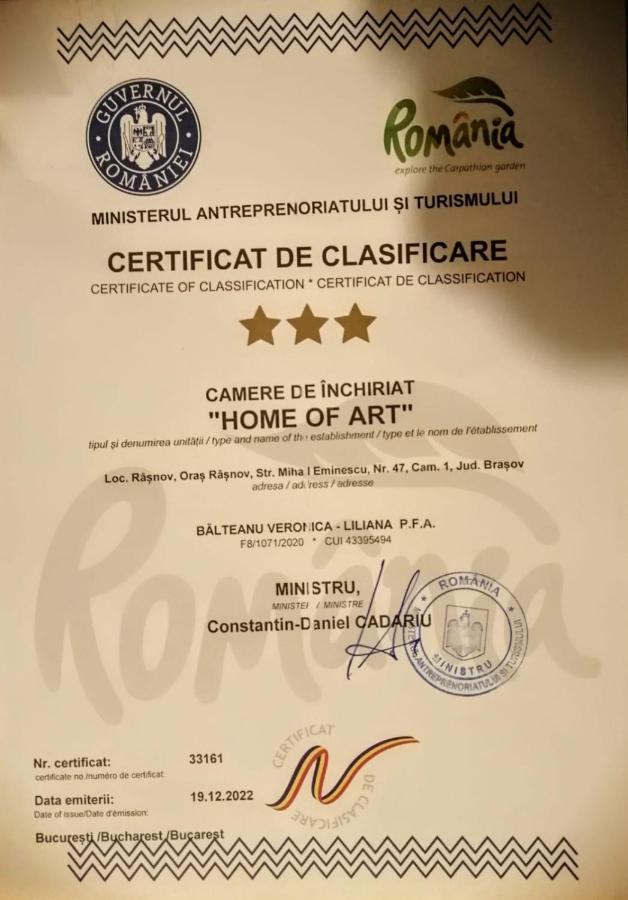 GUVERNUL ROMÂNIEI
România
explore the Carpathian garden
MINISTERUL ANTREPRENORIATULUI ȘI TURISMULUI
CERTIFICAT DE CLASIFICARE
CERTIFICATE OF CLASSIFICATION * CERTIFICAT DE CLASSIFICATION
CAMERE DE ÎNCHIRIAT
"HOME OF ART"
tipul și denumirea unității / type and name of the establishment / type et le nom de l'établissement
Loc. Râșnov, Oraș Râșnov, Str. Mihai Eminescu, Nr. 47, Cam. 1, Jud. Brașov
adresa / address / adresse
BĂLTEANU VERONICA - LILIANA P.F.A.
F8/1071/2020 * CUI 43395494
România
MINISTRU,
MINISTER / MINISTRE
Constantin-Daniel CADARIU
ROMÂNIA
MINISTERUL ANTREPRENORIATULUI ȘI TURISMULUI
MINISTRU
CERTIFICAT DE CLASIFICARE
Nr. certificat: 33161
certificate no./numéro de certificat
Data emiterii: 19.12.2022
Date of issue/Date d'émission:
București /Bucharest /Bucarest